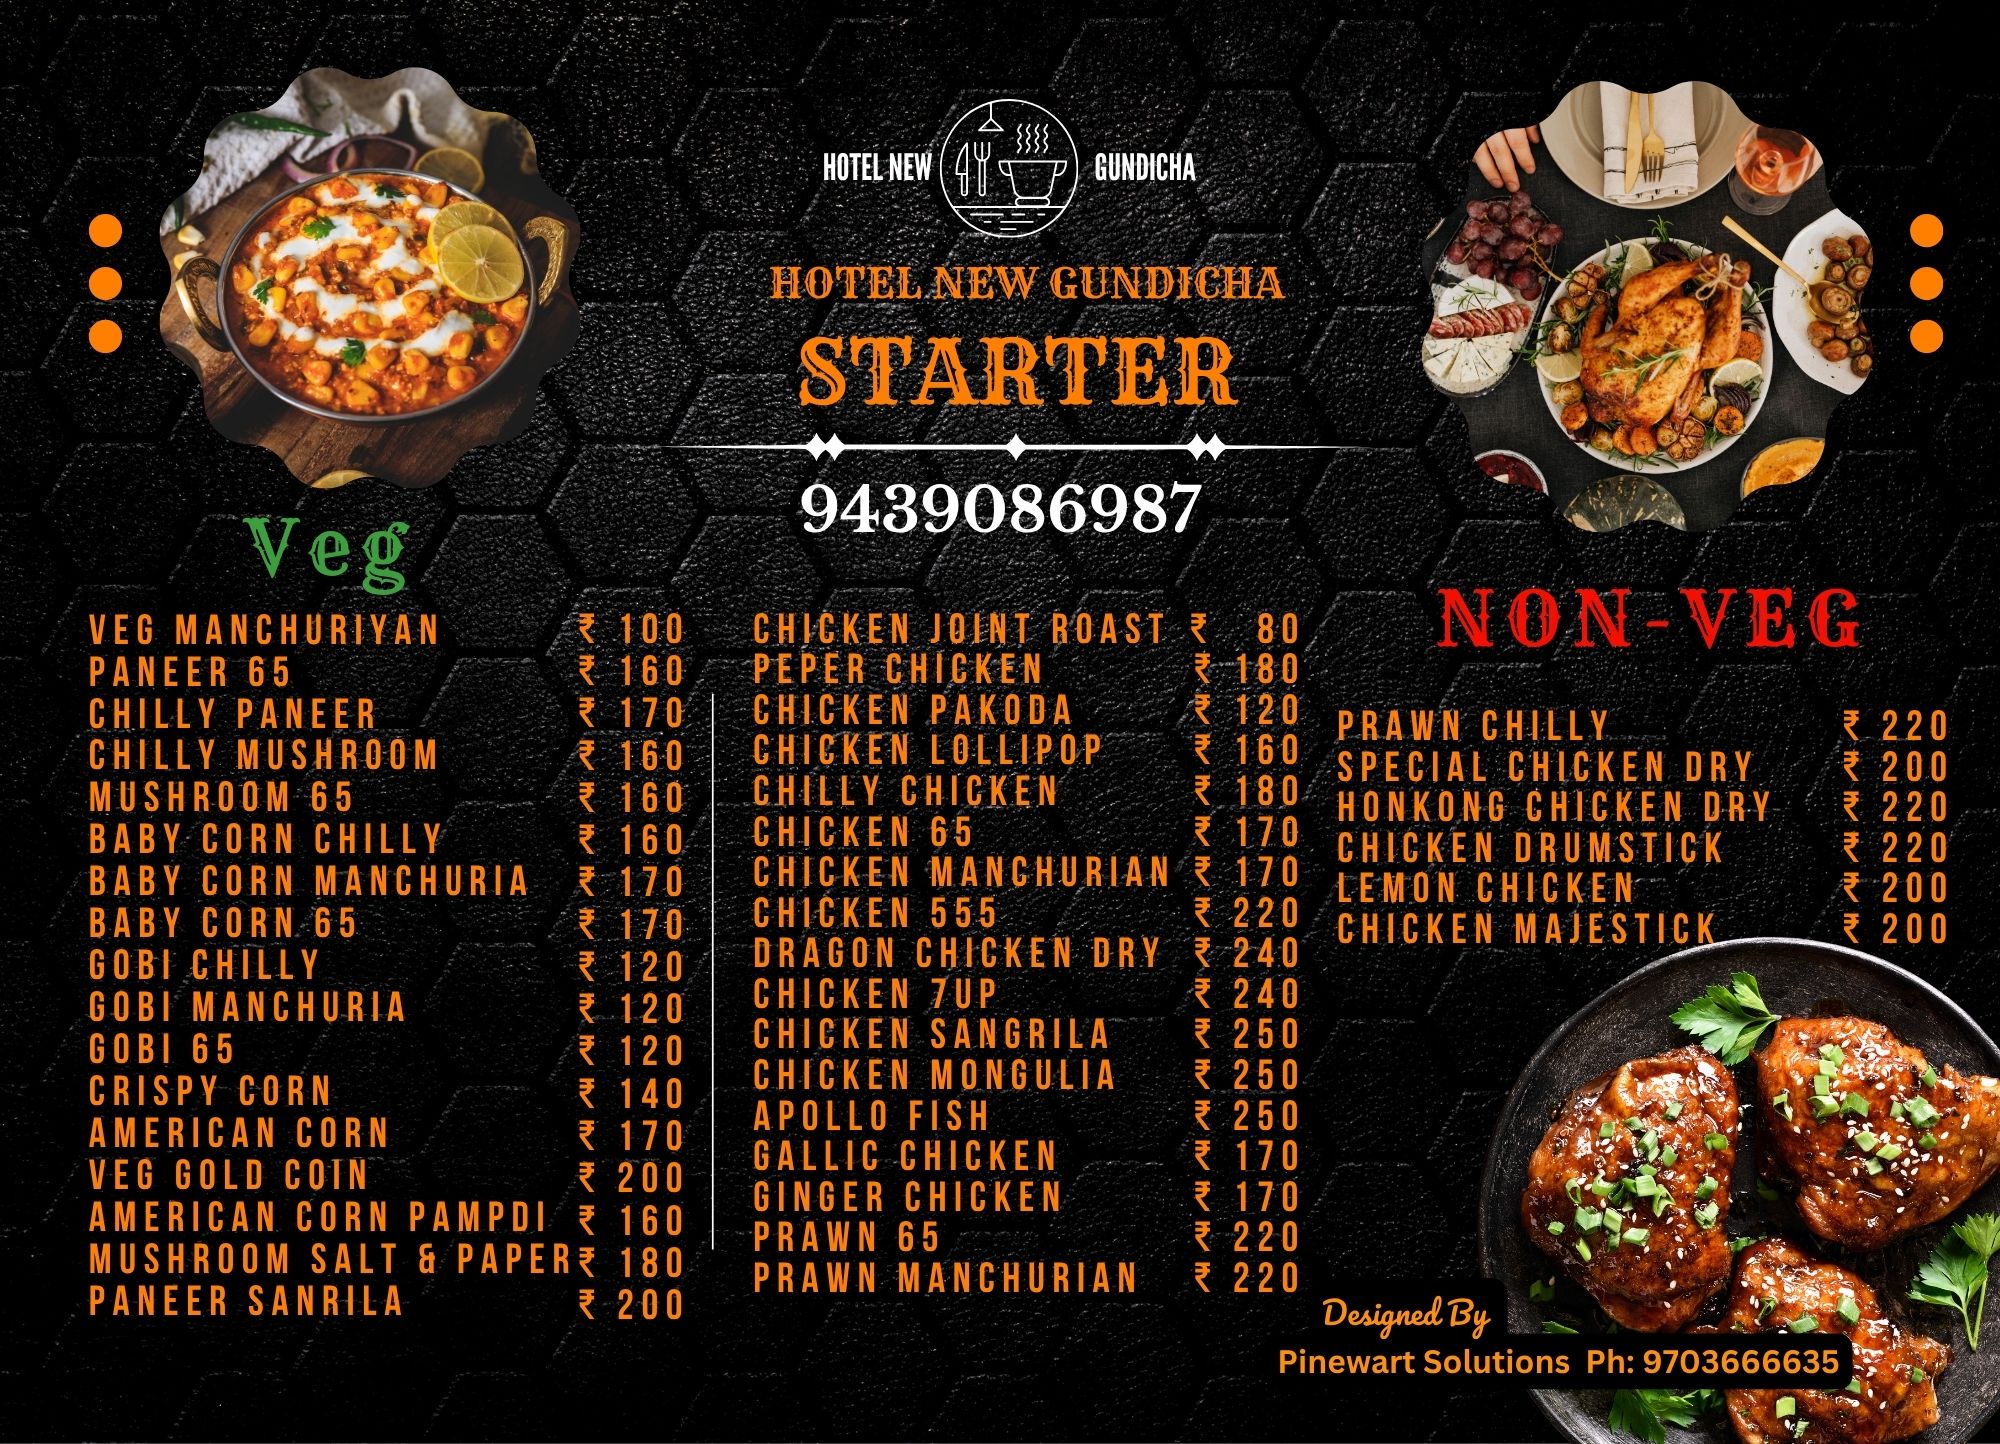 HOTEL NEW GUNDICHA
HOTEL NEW GUNDICHA
STARTER
9439086987
Veg
VEG MANCHURIYAN ₹ 100
PANEER 65 ₹ 160
CHILLY PANEER ₹ 170
CHILLY MUSHROOM ₹ 160
MUSHROOM 65 ₹ 160
BABY CORN CHILLY ₹ 160
BABY CORN MANCHURIA ₹ 170
BABY CORN 65 ₹ 170
GOBI CHILLY ₹ 120
GOBI MANCHURIA ₹ 120
GOBI 65 ₹ 120
CRISPY CORN ₹ 140
AMERICAN CORN ₹ 170
VEG GOLD COIN ₹ 200
AMERICAN CORN PAMPDI ₹ 160
MUSHROOM SALT & PAPER ₹ 180
PANEER SANRILA ₹ 200
CHICKEN JOINT ROAST ₹ 80
PEPER CHICKEN ₹ 180
CHICKEN PAKODA ₹ 120
CHICKEN LOLLIPOP ₹ 160
CHILLY CHICKEN ₹ 180
CHICKEN 65 ₹ 170
CHICKEN MANCHURIAN ₹ 170
CHICKEN 555 ₹ 220
DRAGON CHICKEN DRY ₹ 240
CHICKEN 7UP ₹ 240
CHICKEN SANGRILA ₹ 250
CHICKEN MONGULIA ₹ 250
APOLLO FISH ₹ 250
GALLIC CHICKEN ₹ 170
GINGER CHICKEN ₹ 170
PRAWN 65 ₹ 220
PRAWN MANCHURIAN ₹ 220
NON-VEG
PRAWN CHILLY ₹ 220
SPECIAL CHICKEN DRY ₹ 200
HONKONG CHICKEN DRY ₹ 220
CHICKEN DRUMSTICK ₹ 220
LEMON CHICKEN ₹ 200
CHICKEN MAJESTICK ₹ 200
Designed By
Pinewart Solutions Ph: 9703666635